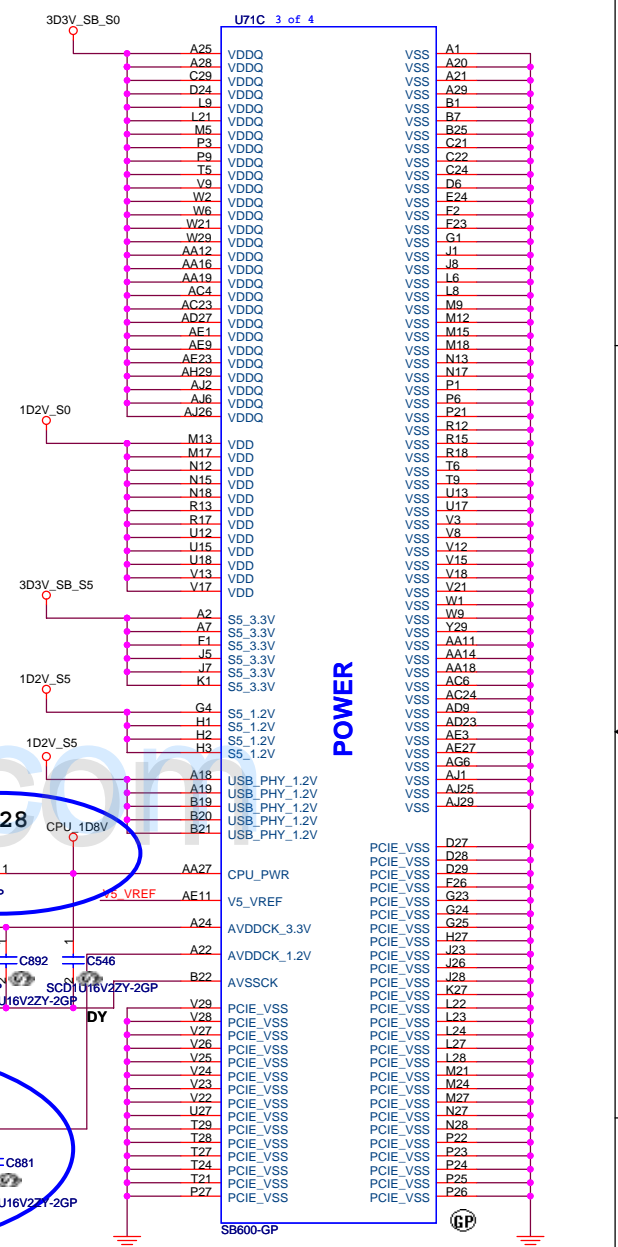 3D3V_SB_S0
U71C 3 of 4
A25 VDDQ VSS A1
A28 VDDQ VSS A20
C29 VDDQ VSS A21
D24 VDDQ VSS A29
L9 VDDQ VSS B1
L21 VDDQ VSS B7
M5 VDDQ VSS B25
P3 VDDQ VSS C21
P9 VDDQ VSS C22
T5 VDDQ VSS C24
V9 VDDQ VSS D6
W2 VDDQ VSS E24
W6 VDDQ VSS F2
W21 VDDQ VSS F23
W29 VDDQ VSS G1
AA12 VDDQ VSS J1
AA16 VDDQ VSS J8
AA19 VDDQ VSS L6
AC4 VDDQ VSS L8
AC23 VDDQ VSS M9
AD27 VDDQ VSS M12
AE1 VDDQ VSS M15
AE9 VDDQ VSS M18
AE23 VDDQ VSS N13
AH29 VDDQ VSS N17
AJ2 VDDQ VSS P1
AJ6 VDDQ VSS P6
AJ26 VDDQ VSS P21
1D2V_S0
VSS R12
M13 VDD VSS R15
M17 VDD VSS R18
N12 VDD VSS T6
N15 VDD VSS T9
N18 VDD VSS U13
R13 VDD VSS U17
R17 VDD VSS V3
U12 VDD VSS V8
U15 VDD VSS V12
U18 VDD VSS V15
V13 VDD VSS V18
V17 VDD VSS V21
3D3V_SB_S5
VSS W1
A2 S5_3.3V VSS W9
A7 S5_3.3V VSS Y29
F1 S5_3.3V VSS AA11
J5 S5_3.3V VSS AA14
J7 S5_3.3V VSS AA18
K1 S5_3.3V VSS AC6
1D2V_S5
VSS AC24
G4 S5_1.2V VSS AD9
H1 S5_1.2V VSS AD23
H2 S5_1.2V VSS AE3
H3 S5_1.2V VSS AE27
POWER
1D2V_S5
VSS AG6
A18 USB_PHY_1.2V VSS AJ1
A19 USB_PHY_1.2V VSS AJ25
B19 USB_PHY_1.2V VSS AJ29
B20 USB_PHY_1.2V
B21 USB_PHY_1.2V
com
28
CPU_1D8V
PCIE_VSS D27
PCIE_VSS D28
1
AA27 CPU_PWR PCIE_VSS D29
PCIE_VSS F26
V5_VREF AE11 V5_VREF PCIE_VSS G23
PCIE_VSS G24
A24 AVDDCK_3.3V PCIE_VSS G25
PCIE_VSS H27
1 1
A22 AVDDCK_1.2V PCIE_VSS J23
C892 C546
PCIE_VSS J26
2 2
B22 AVSSCK PCIE_VSS J28
SCD1U16V2ZY-2GP
PCIE_VSS K27
U16V2ZY-2GP
V29 PCIE_VSS PCIE_VSS L22
DY
V28 PCIE_VSS PCIE_VSS L23
V27 PCIE_VSS PCIE_VSS L24
V26 PCIE_VSS PCIE_VSS L27
V25 PCIE_VSS PCIE_VSS L28
V24 PCIE_VSS PCIE_VSS M21
V23 PCIE_VSS PCIE_VSS M24
V22 PCIE_VSS PCIE_VSS M27
U27 PCIE_VSS PCIE_VSS N27
T29 PCIE_VSS PCIE_VSS N28
T28 PCIE_VSS PCIE_VSS P22
T27 PCIE_VSS PCIE_VSS P23
C881
T24 PCIE_VSS PCIE_VSS P24
T21 PCIE_VSS PCIE_VSS P25
P27 PCIE_VSS PCIE_VSS P26
U16V2ZY-2GP
SB600-GP
GP